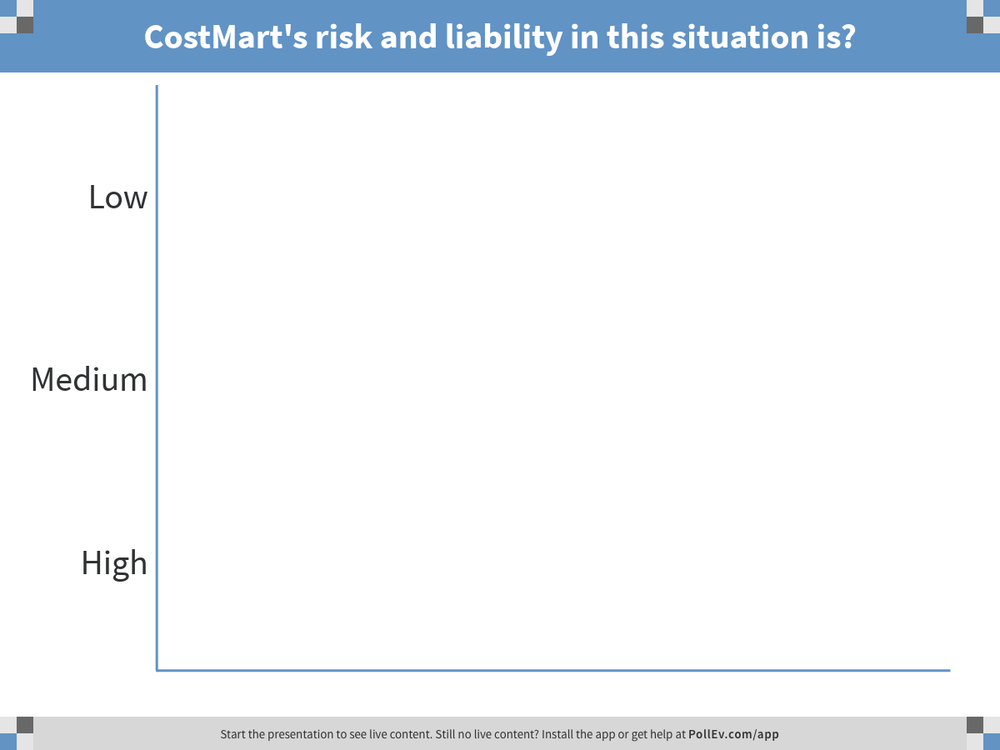 CostMart's risk and liability in this situation is?
Low
Medium
High
Start the presentation to see live content. Still no live content? Install the app or get help at PollEv.com/app